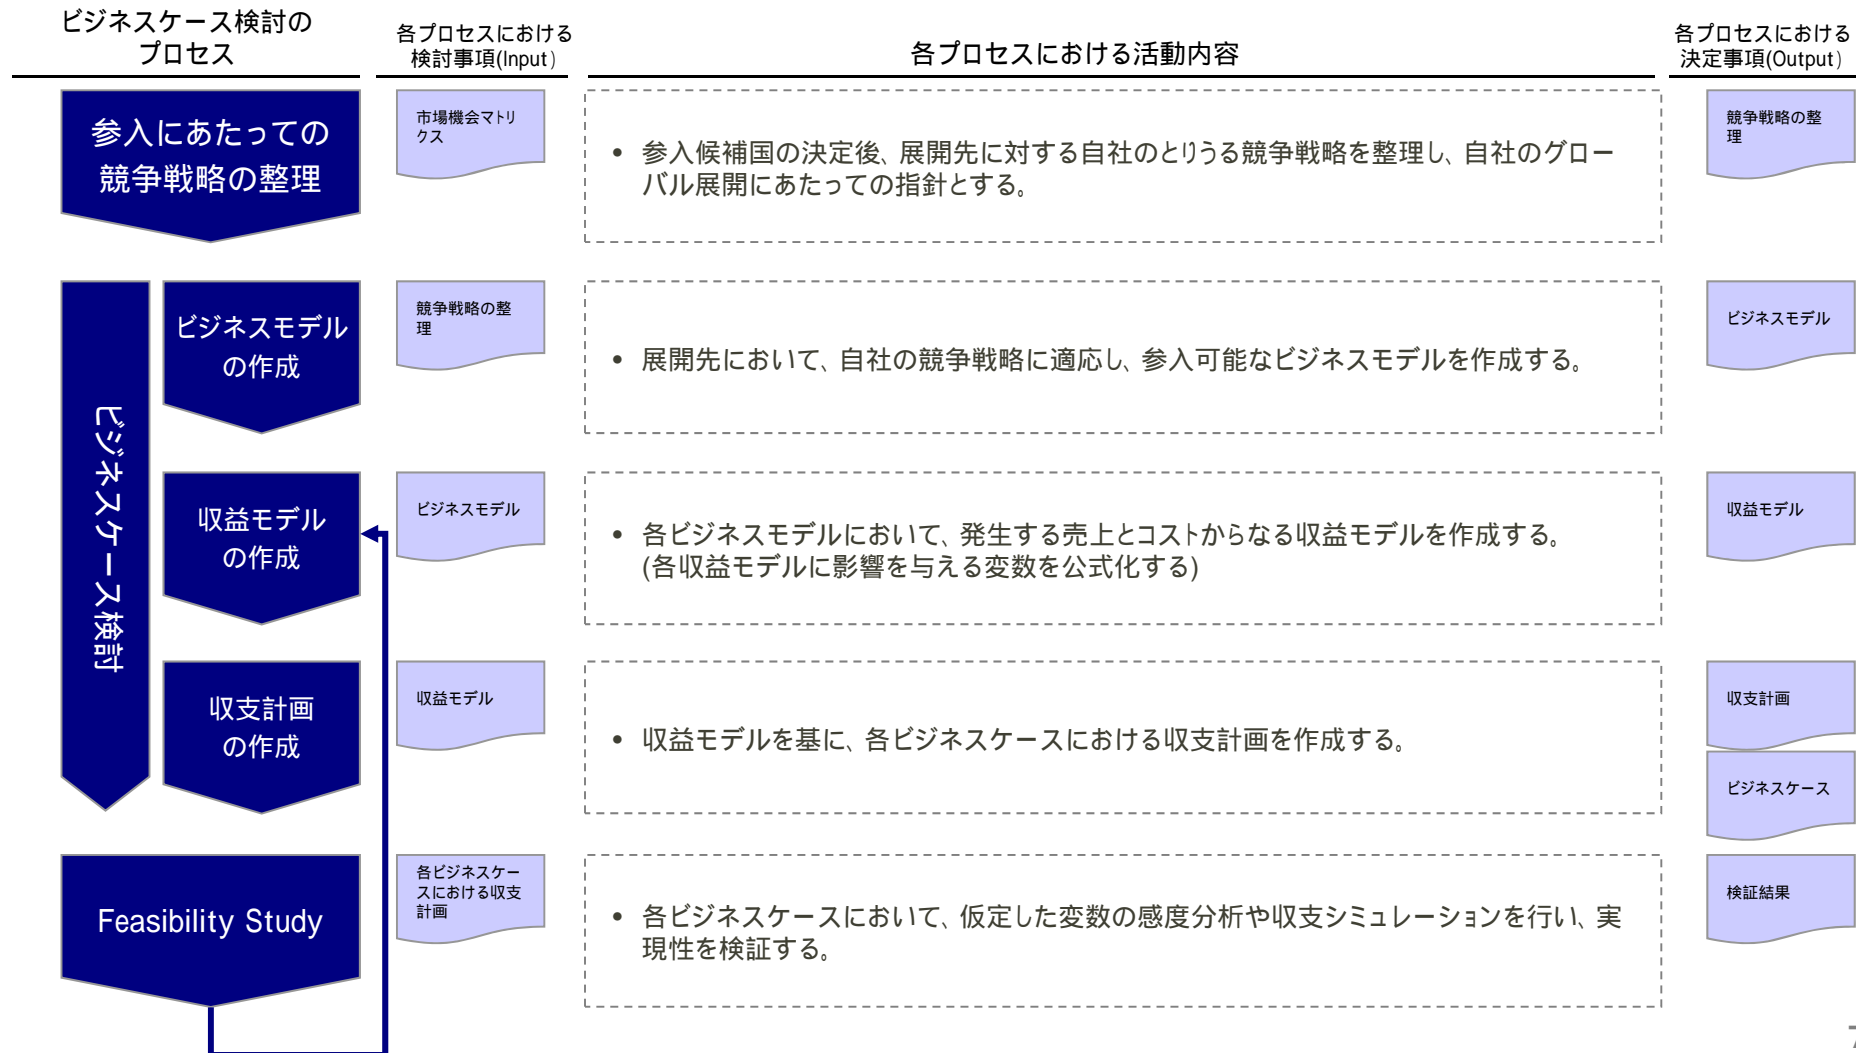 ビジネスケース検討の
プロセス
各プロセスにおける
検討事項(Input)
各プロセスにおける活動内容
各プロセスにおける
決定事項(Output)
参入にあたっての
競争戦略の整理
市場機会マトリ
クス
• 参入候補国の決定後、展開先に対する自社のとりうる競争戦略を整理し、自社のグロー
バル展開にあたっての指針とする。
競争戦略の整
理
ビジネスケース検討
ビジネスモデル
の作成
競争戦略の整
理
• 展開先において、自社の競争戦略に適応し、参入可能なビジネスモデルを作成する。
ビジネスモデル
収益モデル
の作成
ビジネスモデル
• 各ビジネスモデルにおいて、発生する売上とコストからなる収益モデルを作成する。
(各収益モデルに影響を与える変数を公式化する)
収益モデル
収支計画
の作成
収益モデル
• 収益モデルを基に、各ビジネスケースにおける収支計画を作成する。
収支計画
ビジネスケース
Feasibility Study
各ビジネスケー
スにおける収支
計画
• 各ビジネスケースにおいて、仮定した変数の感度分析や収支シミュレーションを行い、実
現性を検証する。
検証結果